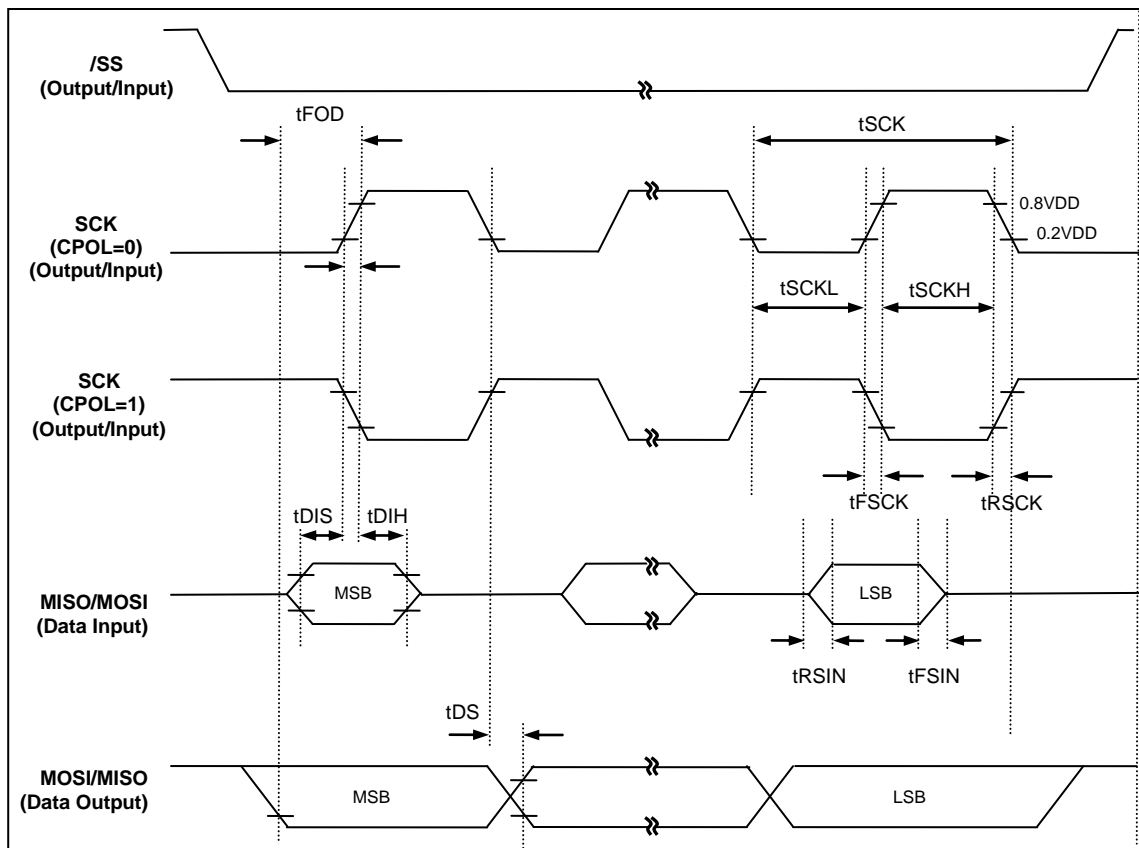 /SS
(Output/Input)
tFOD
tSCK
SCK
(CPOL=0)
(Output/Input)
0.8VDD
0.2VDD
tSCKL
tSCKH
SCK
(CPOL=1)
(Output/Input)
tFSCK
tRSCK
tDIS
tDIH
MISO/MOSI
(Data Input)
MSB
LSB
tRSIN
tFSIN
tDS
MOSI/MISO
(Data Output)
MSB
LSB